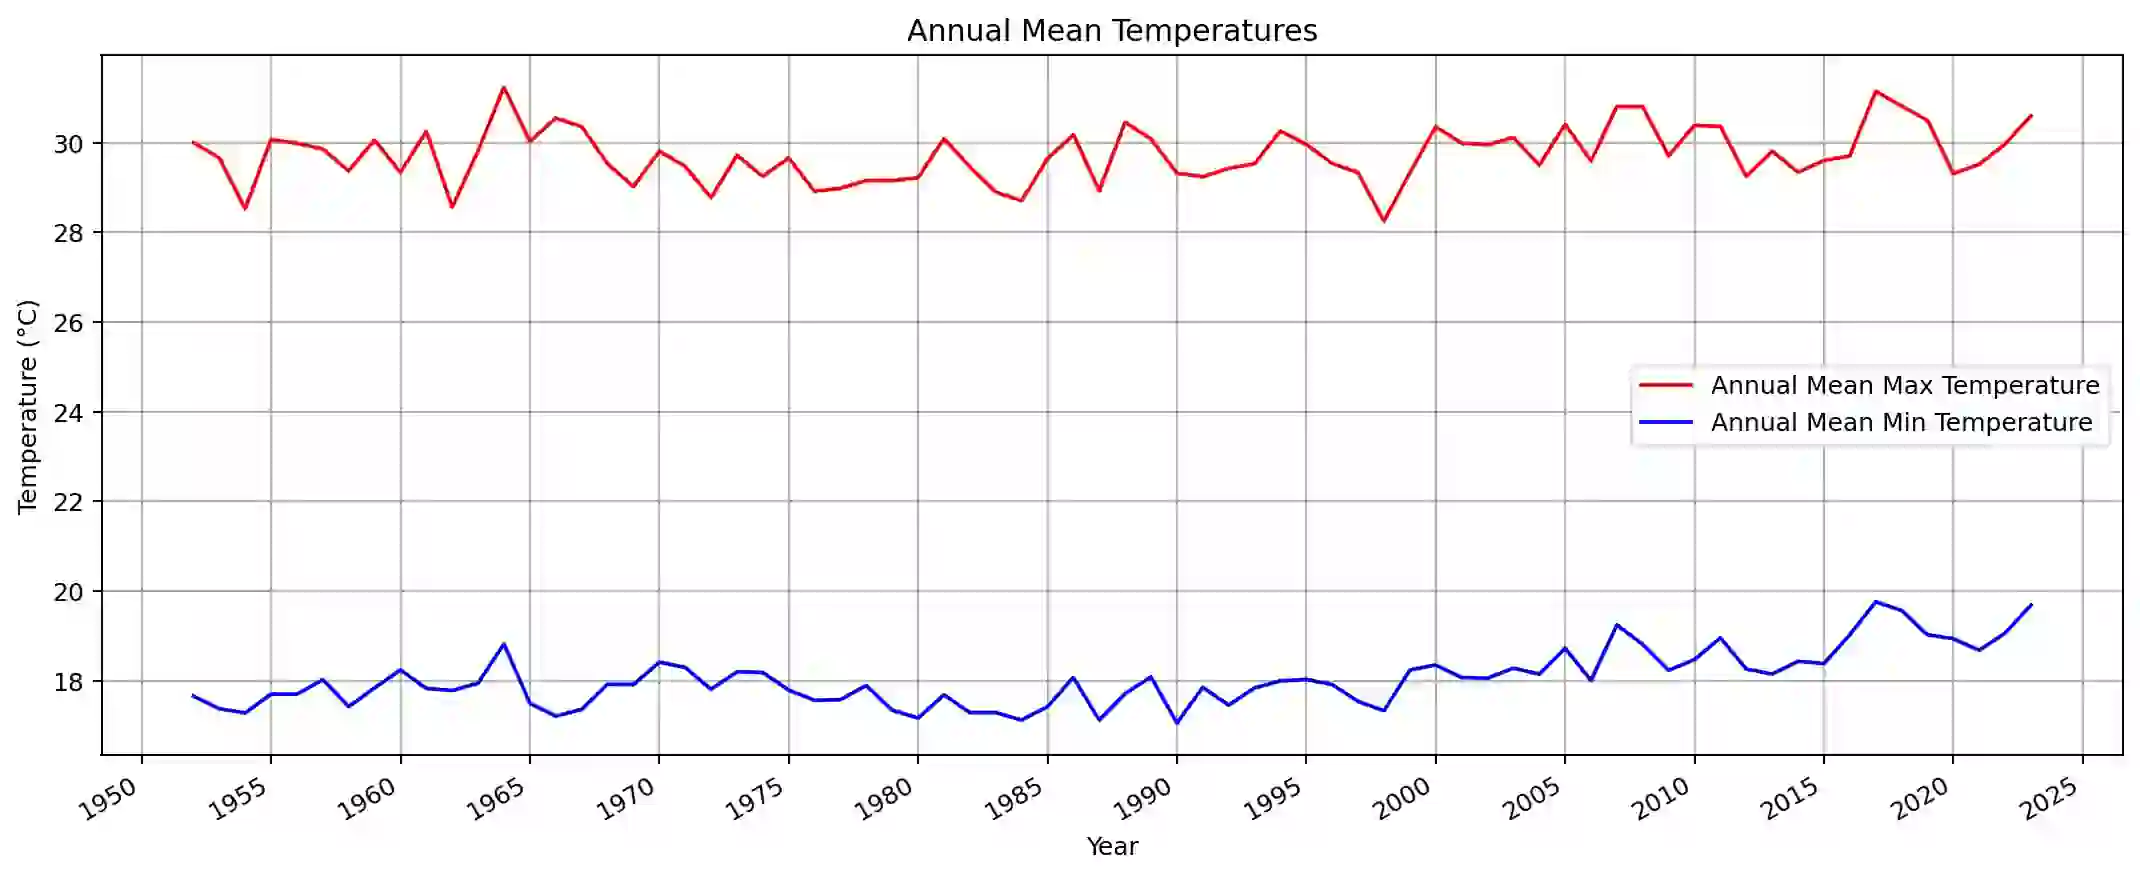 Annual Mean Temperatures
Temperature (°C)
30
28
26
24
22
20
18
Annual Mean Max Temperature
Annual Mean Min Temperature
1950 1955 1960 1965 1970 1975 1980 1985 1990 1995 2000 2005 2010 2015 2020 2025
Year